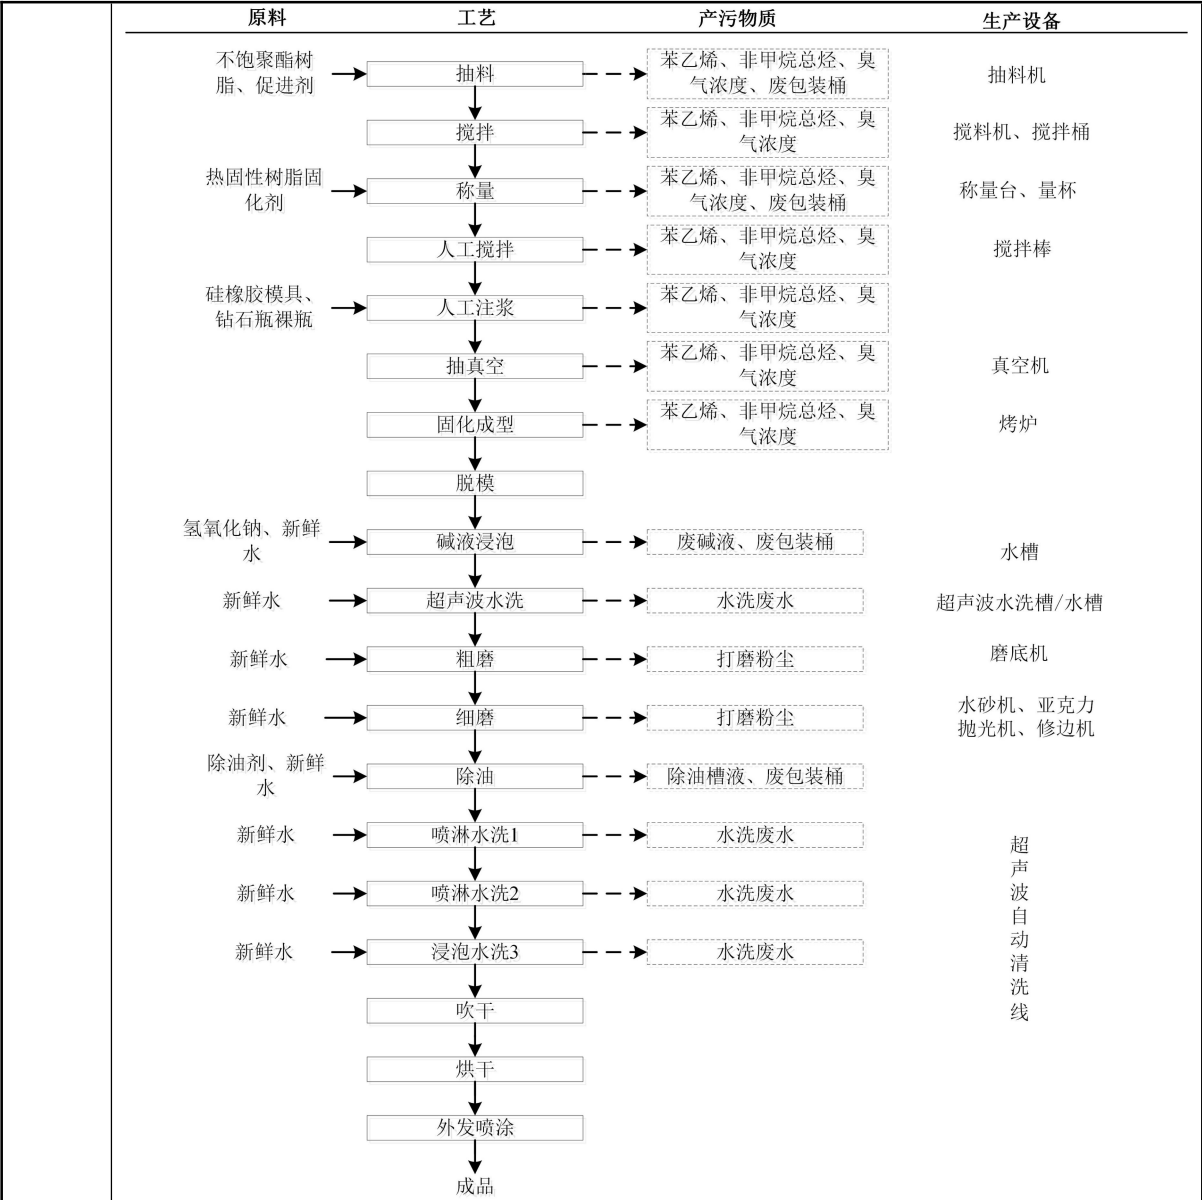 原料 工艺 产污物质 生产设备
不饱聚酯树
脂、促进剂
抽料
苯乙烯、非甲烷总烃、臭
气浓度、废包装桶
抽料机
搅拌
苯乙烯、非甲烷总烃、臭
气浓度
搅料机、搅拌桶
热固性树脂固
化剂
称量
苯乙烯、非甲烷总烃、臭
气浓度、废包装桶
称量台、量杯
人工搅拌
苯乙烯、非甲烷总烃、臭
气浓度
搅拌棒
硅橡胶模具、
钻石瓶裸瓶
人工注浆
苯乙烯、非甲烷总烃、臭
气浓度
抽真空
苯乙烯、非甲烷总烃、臭
气浓度
真空机
固化成型
苯乙烯、非甲烷总烃、臭
气浓度
烤炉
脱模
氢氧化钠、新鲜
水
碱液浸泡
废碱液、废包装桶
水槽
新鲜水
超声波水洗
水洗废水
超声波水洗槽/水槽
新鲜水
粗磨
打磨粉尘
磨底机
新鲜水
细磨
打磨粉尘
水砂机、亚克力
抛光机、修边机
除油剂、新鲜
水
除油
除油槽液、废包装桶
新鲜水
喷淋水洗1
水洗废水
新鲜水
喷淋水洗2
水洗废水
新鲜水
浸泡水洗3
水洗废水
超声波自动清洗线
吹干
烘干
外发喷涂
成品